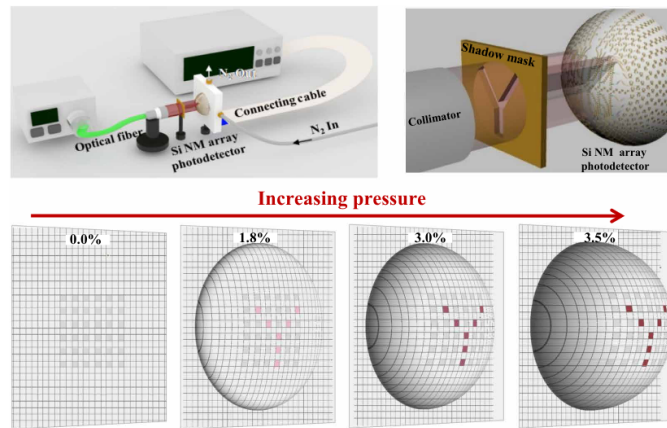 N₂ Out
Connecting cable
Optical fiber
Si NM array
photodetector
N₂ In
Shadow mask
Collimator
Si NM array
photodetector
Increasing pressure
0.0%
1.8%
3.0%
3.5%